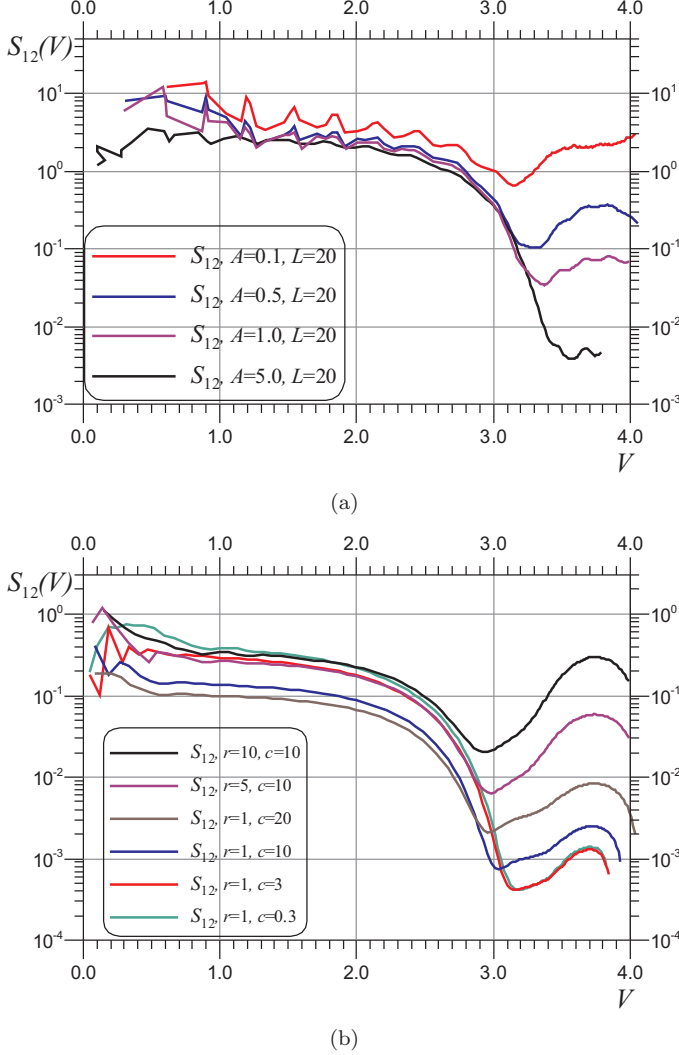 0.0 1.0 2.0 3.0 4.0
S₁₂(V)
10¹ 10¹
10⁰ 10⁰
10⁻¹ 10⁻¹
10⁻² 10⁻²
10⁻³ 10⁻³
S₁₂, A=0.1, L=20
S₁₂, A=0.5, L=20
S₁₂, A=1.0, L=20
S₁₂, A=5.0, L=20
0.0 1.0 2.0 3.0 4.0
V
(a)
0.0 1.0 2.0 3.0 4.0
S₁₂(V)
10⁰ 10⁰
10⁻¹ 10⁻¹
10⁻² 10⁻²
10⁻³ 10⁻³
10⁻⁴ 10⁻⁴
S₁₂, r=10, c=10
S₁₂, r=5, c=10
S₁₂, r=1, c=20
S₁₂, r=1, c=10
S₁₂, r=1, c=3
S₁₂, r=1, c=0.3
0.0 1.0 2.0 3.0 4.0
V
(b)